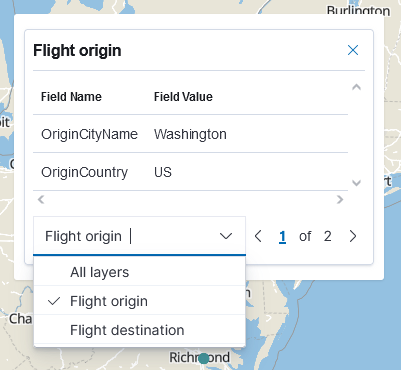 Burlington
Flight origin
Field Name Field Value
OriginCityName Washington
OriginCountry US
Flight origin
1 of 2
All layers
Flight origin
Flight destination
Cha
Richmond